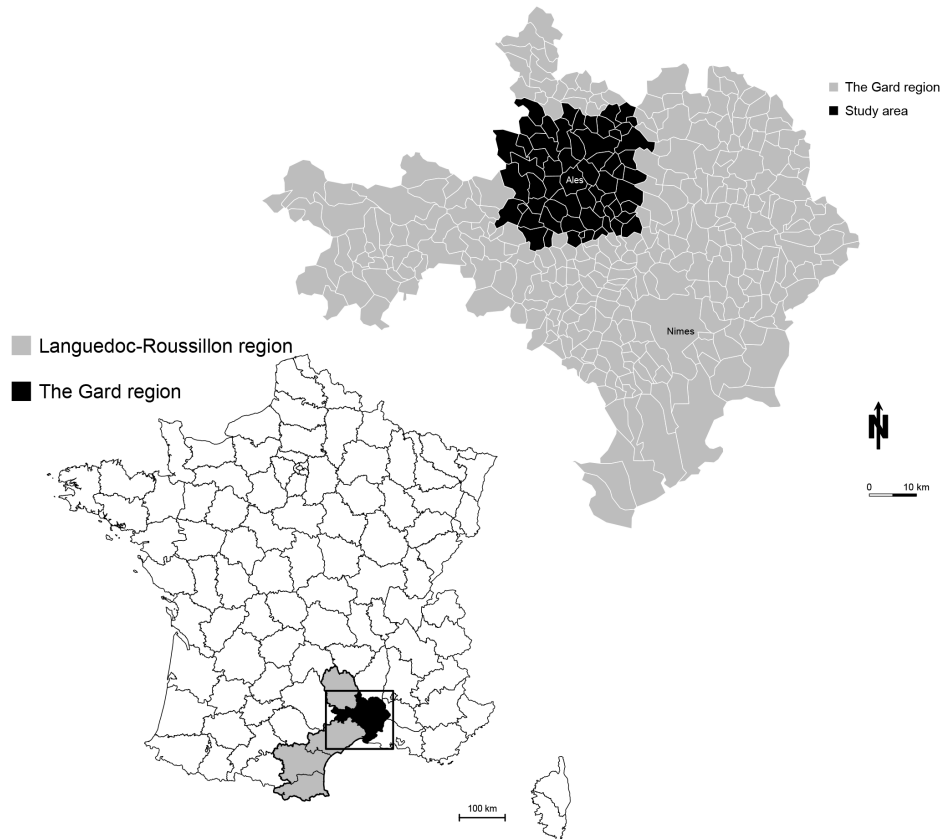 The Gard region
Study area
Ales
Nimes
Languedoc-Roussillon region
The Gard region
N
0 10 km
100 km